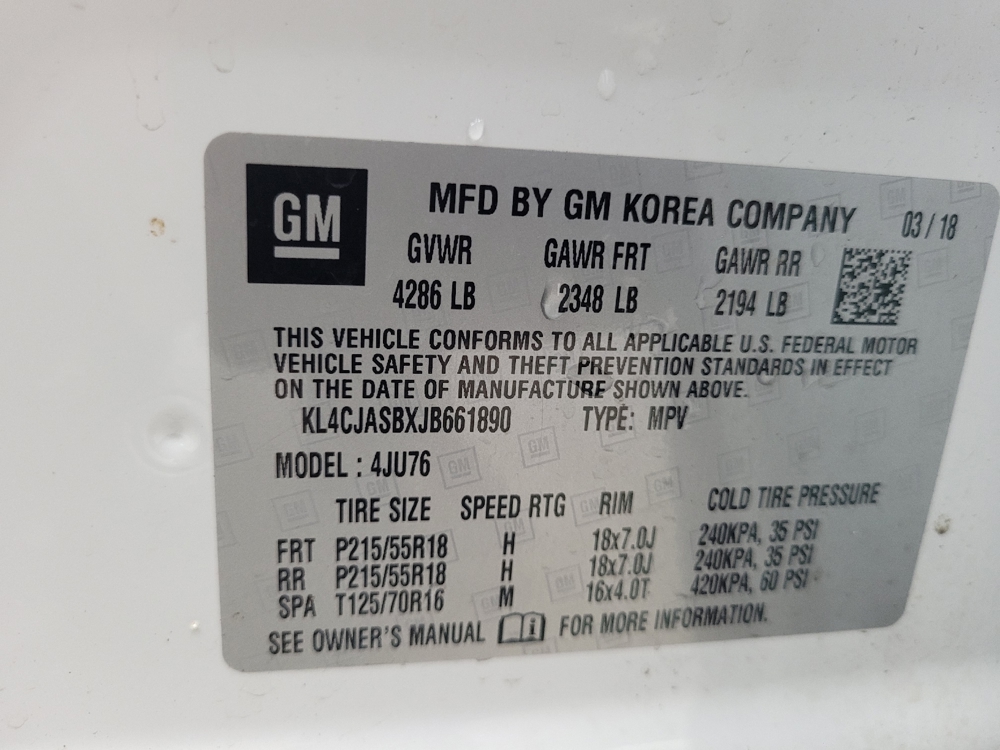 GM
MFD BY GM KOREA COMPANY 03/18
GVWR GAWR FRT GAWR RR
4286 LB 2348 LB 2194 LB
THIS VEHICLE CONFORMS TO ALL APPLICABLE U.S. FEDERAL MOTOR
VEHICLE SAFETY AND THEFT PREVENTION STANDARDS IN EFFECT
ON THE DATE OF MANUFACTURE SHOWN ABOVE.
KL4CJASBXJB661890 TYPE: MPV
MODEL : 4JU76
TIRE SIZE SPEED RTG RIM COLD TIRE PRESSURE
FRT P215/55R18 H 18x7.0J 240KPA, 35 PSI
RR P215/55R18 H 18x7.0J 240KPA, 35 PSI
SPA T125/70R16 M 16x4.0T 420KPA, 60 PSI
SEE OWNER'S MANUAL i FOR MORE INFORMATION.